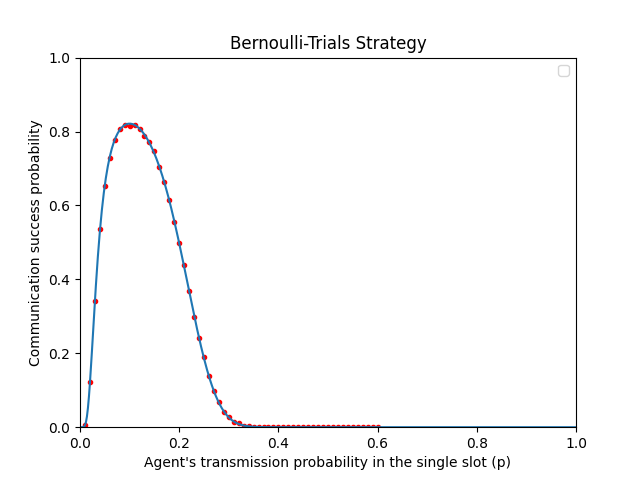 Bernoulli-Trials Strategy
Communication success probability
1.0
0.8
0.6
0.4
0.2
0.0
0.0 0.2 0.4 0.6 0.8 1.0
Agent's transmission probability in the single slot (p)